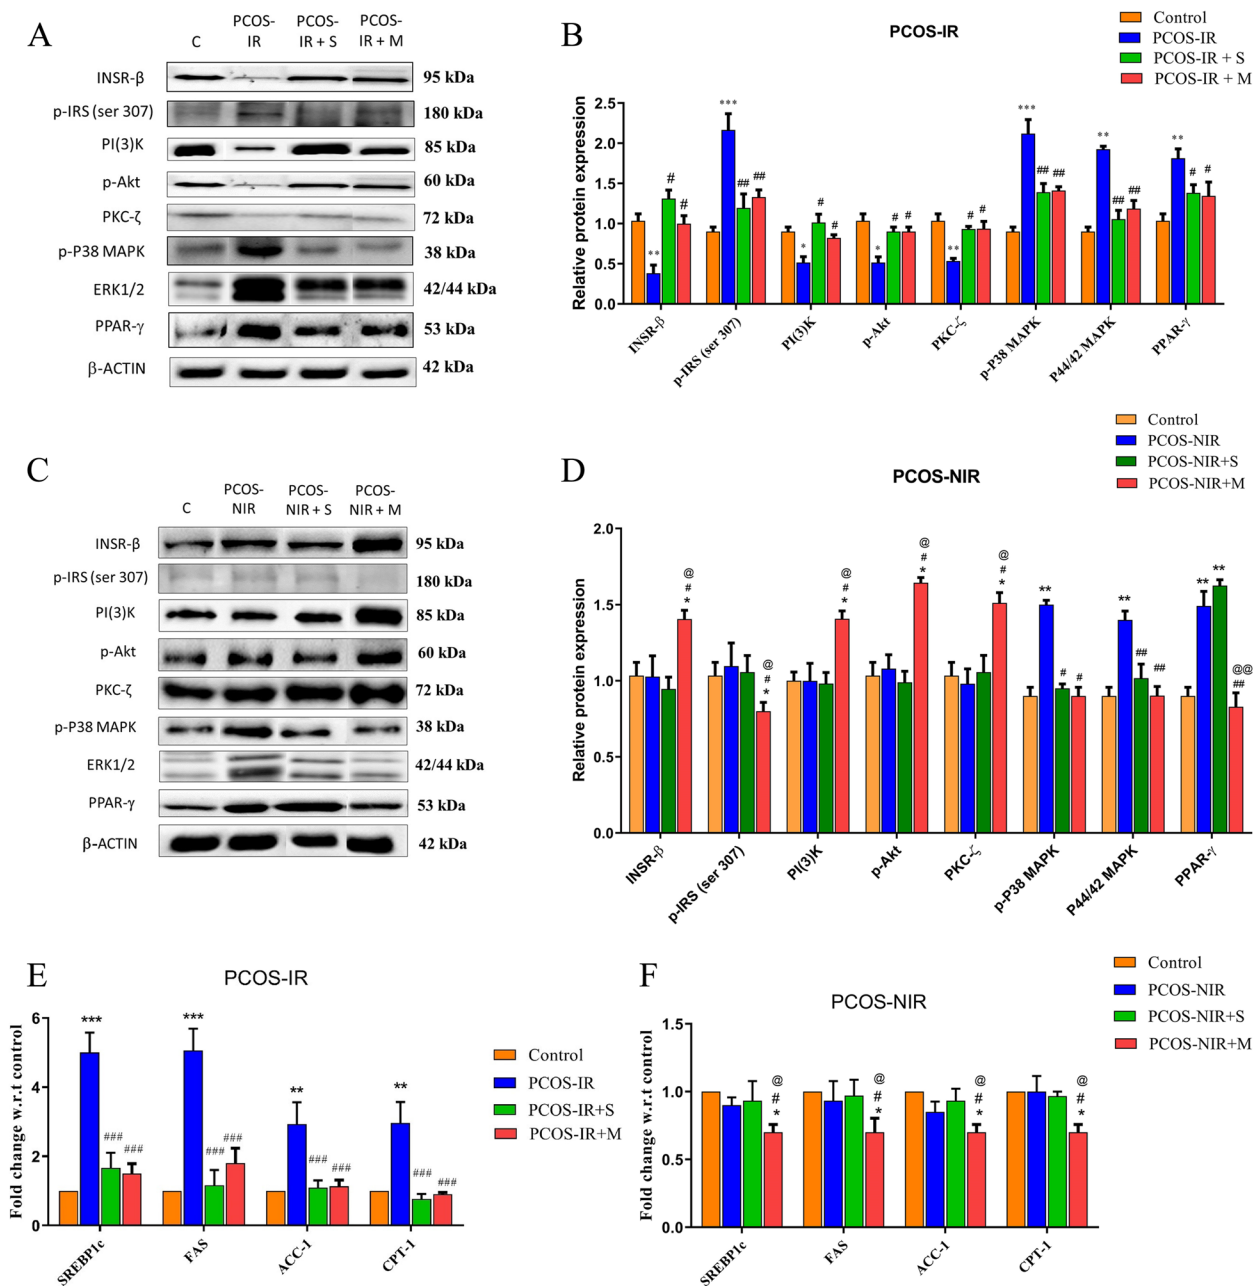 A
C
PCOS-
IR
PCOS-
IR + S
PCOS-
IR + M
INSR-β
95 kDa
p-IRS (ser 307)
180 kDa
PI(3)K
85 kDa
p-Akt
60 kDa
PKC-ζ
72 kDa
p-P38 MAPK
38 kDa
ERK1/2
42/44 kDa
PPAR-γ
53 kDa
β-ACTIN
42 kDa
B
PCOS-IR
Control
PCOS-IR
PCOS-IR + S
PCOS-IR + M
Relative protein expression
2.5
2.0
1.5
1.0
0.5
0.0
** # #
*** ## ##
* # #
* # #
** # #
*** ## ##
** ## ##
** # #
INSR-β
p-IRS (ser 307)
PI(3)K
p-Akt
PKC-ζ
p-P38 MAPK
P44/42 MAPK
PPAR-γ
C
C
PCOS-
NIR
PCOS-
NIR + S
PCOS-
NIR + M
INSR-β
95 kDa
p-IRS (ser 307)
180 kDa
PI(3)K
85 kDa
p-Akt
60 kDa
PKC-ζ
72 kDa
p-P38 MAPK
38 kDa
ERK1/2
42/44 kDa
PPAR-γ
53 kDa
β-ACTIN
42 kDa
D
PCOS-NIR
Control
PCOS-NIR
PCOS-NIR+S
PCOS-NIR+M
Relative protein expression
2.0
1.5
1.0
0.5
0.0
@
#
*
@
#
*
@
#
*
@
#
*
@
#
*
** # #
** ## ##
** **
@@
##
INSR-β
p-IRS (ser 307)
PI(3)K
p-Akt
PKC-ζ
p-P38 MAPK
P44/42 MAPK
PPAR-γ
E
PCOS-IR
Fold change w.r.t control
6
4
2
0
*** ### ###
*** ### ###
** ### ###
** ### ###
SREBP1c
FAS
ACC-1
CPT-1
Control
PCOS-IR
PCOS-IR+S
PCOS-IR+M
F
PCOS-NIR
Fold change w.r.t control
1.5
1.0
0.5
0.0
@
#
*
@
#
*
@
#
*
@
#
*
SREBP1c
FAS
ACC-1
CPT-1
Control
PCOS-NIR
PCOS-NIR+S
PCOS-NIR+M